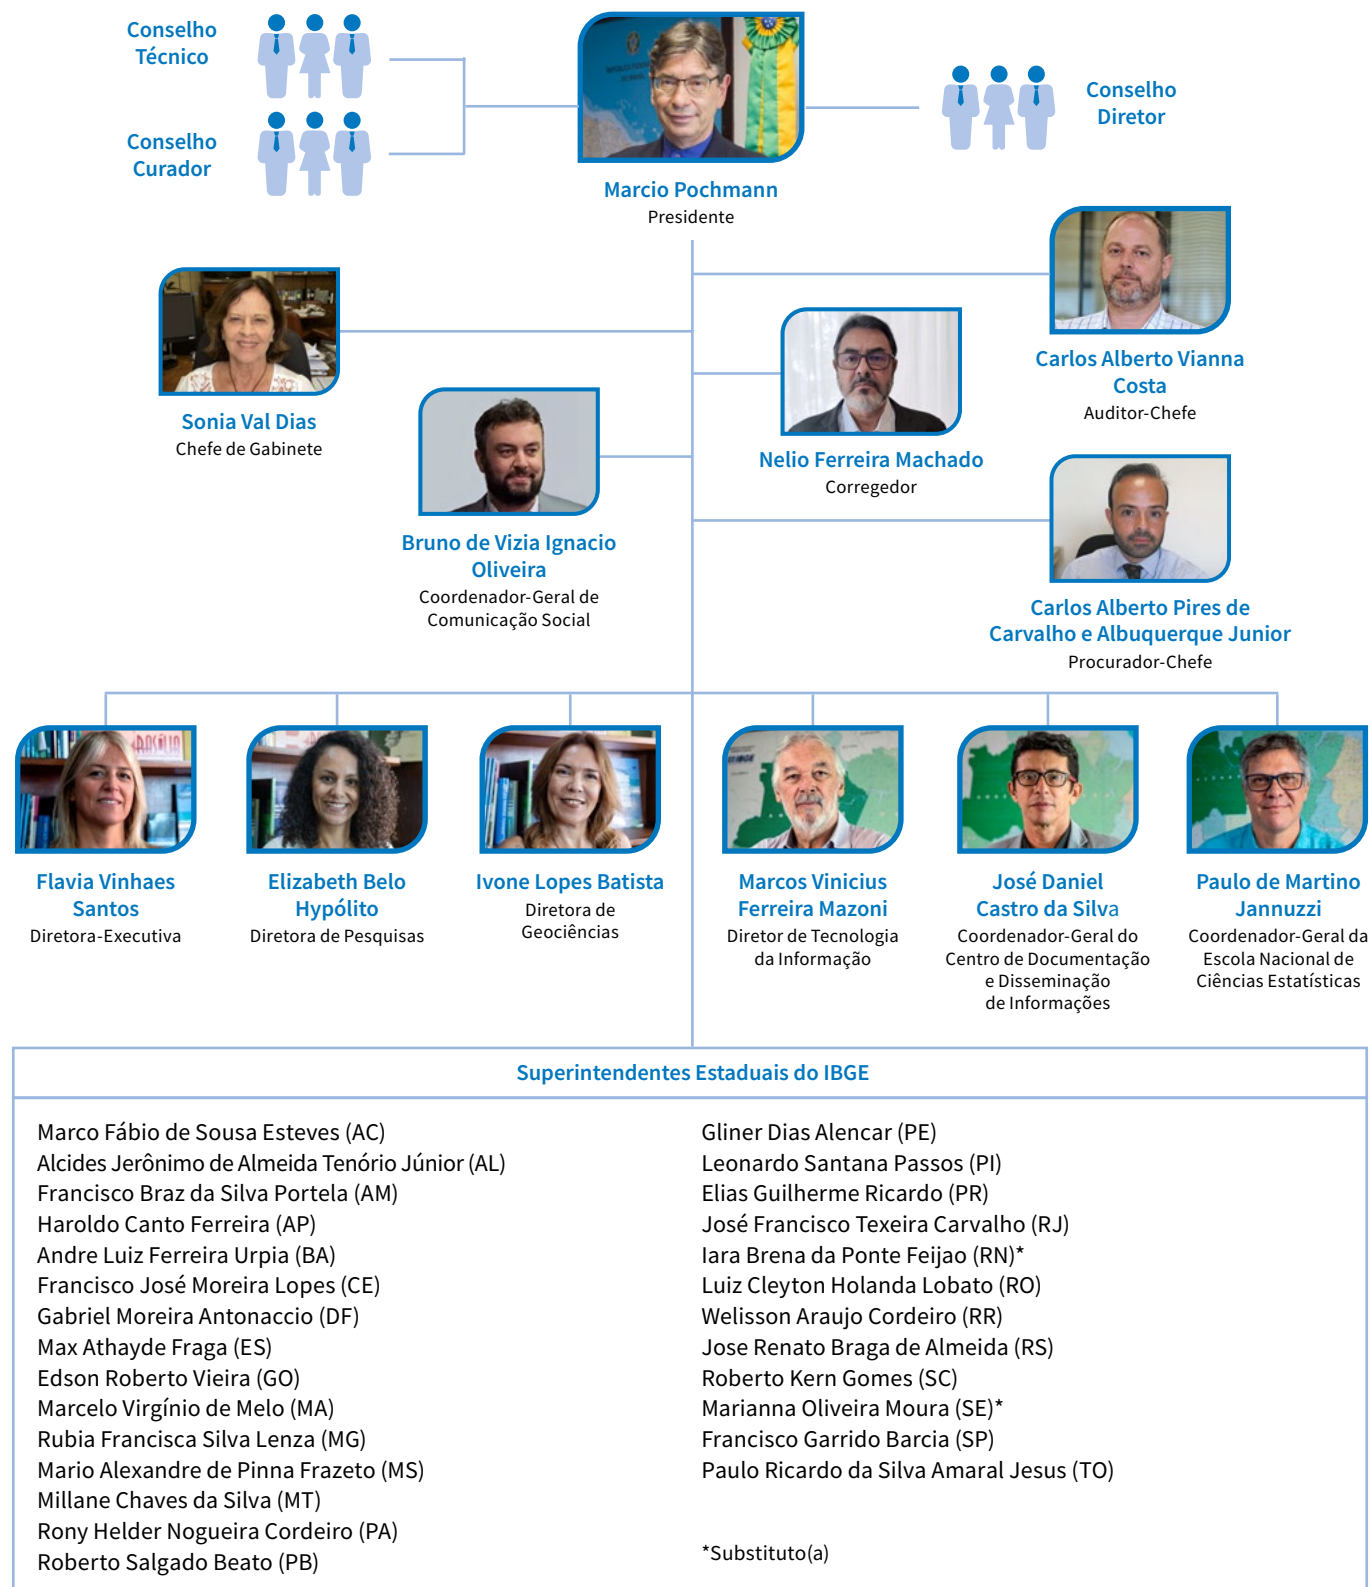 Conselho
Técnico
Conselho
Curador
Conselho
Diretor
Marcio Pochmann
Presidente
Sonia Val Dias
Chefe de Gabinete
Carlos Alberto Vianna
Costa
Auditor-Chefe
Nelio Ferreira Machado
Corregedor
Bruno de Vizia Ignacio
Oliveira
Coordenador-Geral de
Comunicação Social
Carlos Alberto Pires de
Carvalho e Albuquerque Junior
Procurador-Chefe
Flavia Vinhaes
Santos
Diretora-Executiva
Elizabeth Belo
Hypólito
Diretora de Pesquisas
Ivone Lopes Batista
Diretora de
Geociências
IBGE
Marcos Vinicius
Ferreira Mazoni
Diretor de Tecnologia
da Informação
José Daniel
Castro da Silva
Coordenador-Geral do
Centro de Documentação
e Disseminação
de Informações
Paulo de Martino
Jannuzzi
Coordenador-Geral da
Escola Nacional de
Ciências Estatísticas
Superintendentes Estaduais do IBGE
Marco Fábio de Sousa Esteves (AC)
Alcides Jerônimo de Almeida Tenório Júnior (AL)
Francisco Braz da Silva Portela (AM)
Haroldo Canto Ferreira (AP)
Andre Luiz Ferreira Urpia (BA)
Francisco José Moreira Lopes (CE)
Gabriel Moreira Antonaccio (DF)
Max Athayde Fraga (ES)
Edson Roberto Vieira (GO)
Marcelo Virgínio de Melo (MA)
Rubia Francisca Silva Lenza (MG)
Mario Alexandre de Pinna Frazeto (MS)
Millane Chaves da Silva (MT)
Rony Helder Nogueira Cordeiro (PA)
Roberto Salgado Beato (PB)
Gliner Dias Alencar (PE)
Leonardo Santana Passos (PI)
Elias Guilherme Ricardo (PR)
José Francisco Texeira Carvalho (RJ)
Iara Brena da Ponte Feijao (RN)*
Luiz Cleyton Holanda Lobato (RO)
Welisson Araujo Cordeiro (RR)
Jose Renato Braga de Almeida (RS)
Roberto Kern Gomes (SC)
Marianna Oliveira Moura (SE)*
Francisco Garrido Barcia (SP)
Paulo Ricardo da Silva Amaral Jesus (TO)
*Substituto(a)